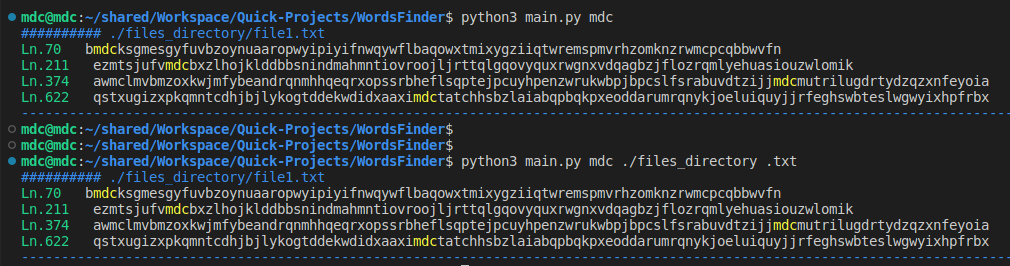 mdc@mdc:~/shared/Workspace/Quick-Projects/WordsFinder$ python3 main.py mdc
########## ./files_directory/file1.txt
Ln.70   bmdcksgmesgyfuvbzoynuaaropwyipiyifnwqywflbaqowxtmixygziiqtwremspmvrhzomknzrwmcpcqbbwvfn
Ln.211   ezmtsjufvmdcbxzlhojklddbbsnindmahmntiovroojljrttqlgqovyquxrwgnxvdqagbzjflozrqmlyehuasiouzwlomik
Ln.374   awmclmvbmzoxkwjmfybeandrqnmhhqeqrxopssrbheflsqptejpcuyhpenzwrukwbpjbpcslfsrabuvdtzijjmdcmutrilugdrtydzqzxnfeyoia
Ln.622   qstxugizxpkqmntcdhjbjlykogtddekwdidxaaximdctatchhsbzlaiabqpbqkpxeoddarumrqnykjoeluiquyjjrfeghswbteslwgwyixhpfrbx
--------------------------------------------------------------------------------------------------------------------------------------------
mdc@mdc:~/shared/Workspace/Quick-Projects/WordsFinder$
mdc@mdc:~/shared/Workspace/Quick-Projects/WordsFinder$
mdc@mdc:~/shared/Workspace/Quick-Projects/WordsFinder$ python3 main.py mdc ./files_directory .txt
########## ./files_directory/file1.txt
Ln.70   bmdcksgmesgyfuvbzoynuaaropwyipiyifnwqywflbaqowxtmixygziiqtwremspmvrhzomknzrwmcpcqbbwvfn
Ln.211   ezmtsjufvmdcbxzlhojklddbbsnindmahmntiovroojljrttqlgqovyquxrwgnxvdqagbzjflozrqmlyehuasiouzwlomik
Ln.374   awmclmvbmzoxkwjmfybeandrqnmhhqeqrxopssrbheflsqptejpcuyhpenzwrukwbpjbpcslfsrabuvdtzijjmdcmutrilugdrtydzqzxnfeyoia
Ln.622   qstxugizxpkqmntcdhjbjlykogtddekwdidxaaximdctatchhsbzlaiabqpbqkpxeoddarumrqnykjoeluiquyjjrfeghswbteslwgwyixhpfrbx
--------------------------------------------------------------------------------------------------------------------------------------------